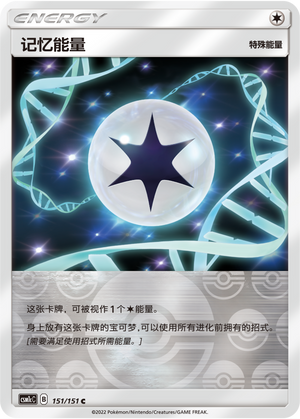 ENERGY
记忆能量
特殊能量
这张卡牌，可被视作1个能量。
身上放有这张卡牌的宝可梦，可以使用所有进化前拥有的招式。
[需要满足使用招式所需能量。]
B 151/151 C
©2022 Pokémon/Nintendo/Creatures/GAME FREAK.